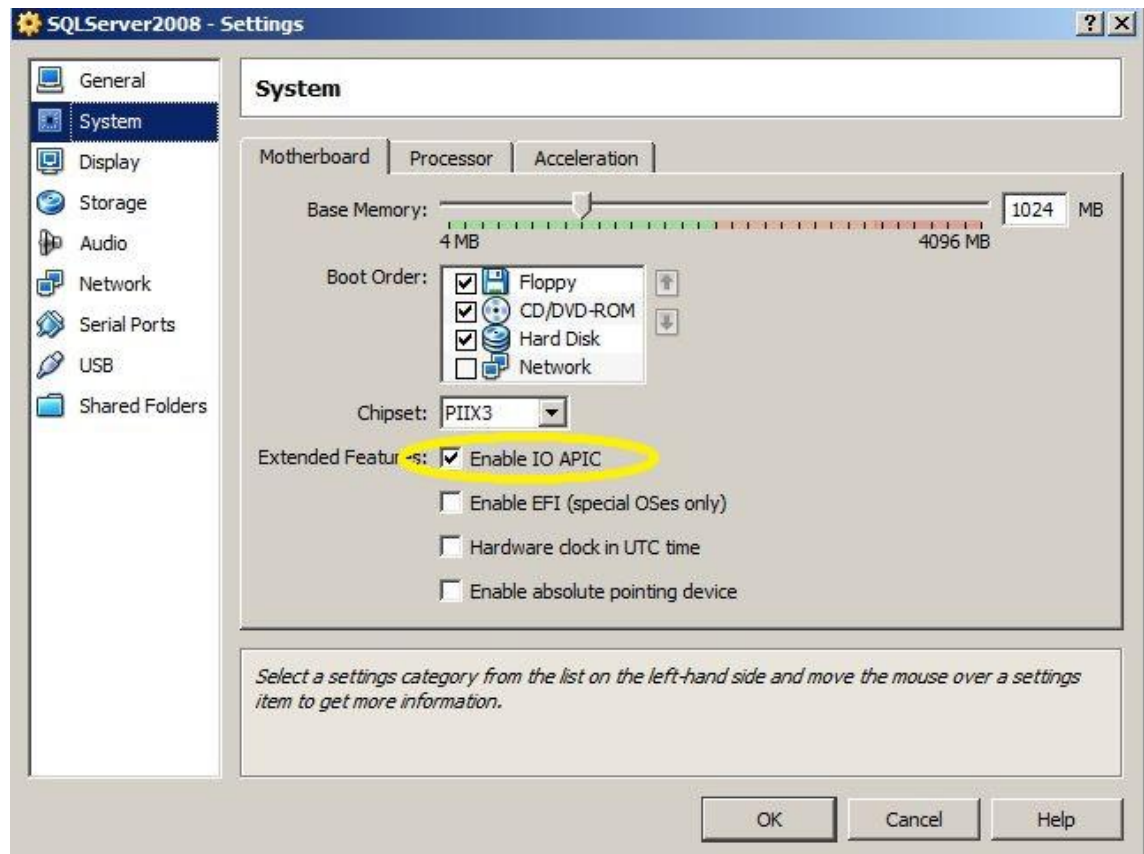 SQLServer2008 - Settings
General
System
Display
Storage
Audio
Network
Serial Ports
USB
Shared Folders
System
Motherboard Processor Acceleration
Base Memory: 1024 MB
4 MB 4096 MB
Boot Order: Floppy
CD/DVD-ROM
Hard Disk
Network
Chipset: PIIX3
Extended Features: Enable IO APIC
Enable EFI (special OSes only)
Hardware clock in UTC time
Enable absolute pointing device
Select a settings category from the list on the left-hand side and move the mouse over a settings
item to get more information.
OK Cancel Help